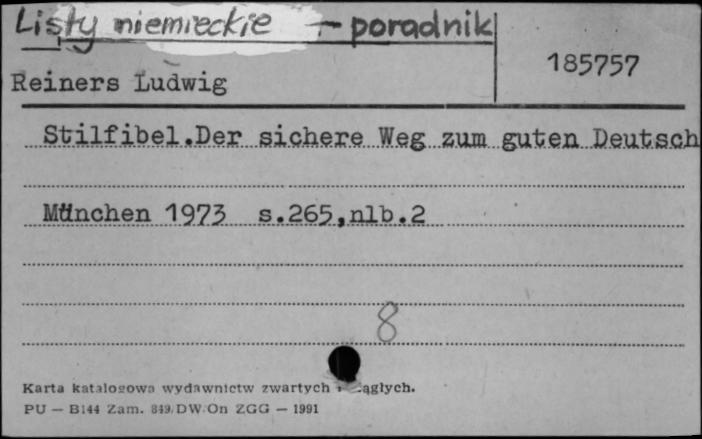 Listy niemieckie – poradnik
185757
Reiners Ludwig
Stilfibel.Der sichere Weg zum guten Deutsch
München 1973 s.265,nlb.2
8
Karta katalogowa wydawnictw zwartych i ciągłych.
PU — B144 Zam. 849/DW/On ZGG — 1991